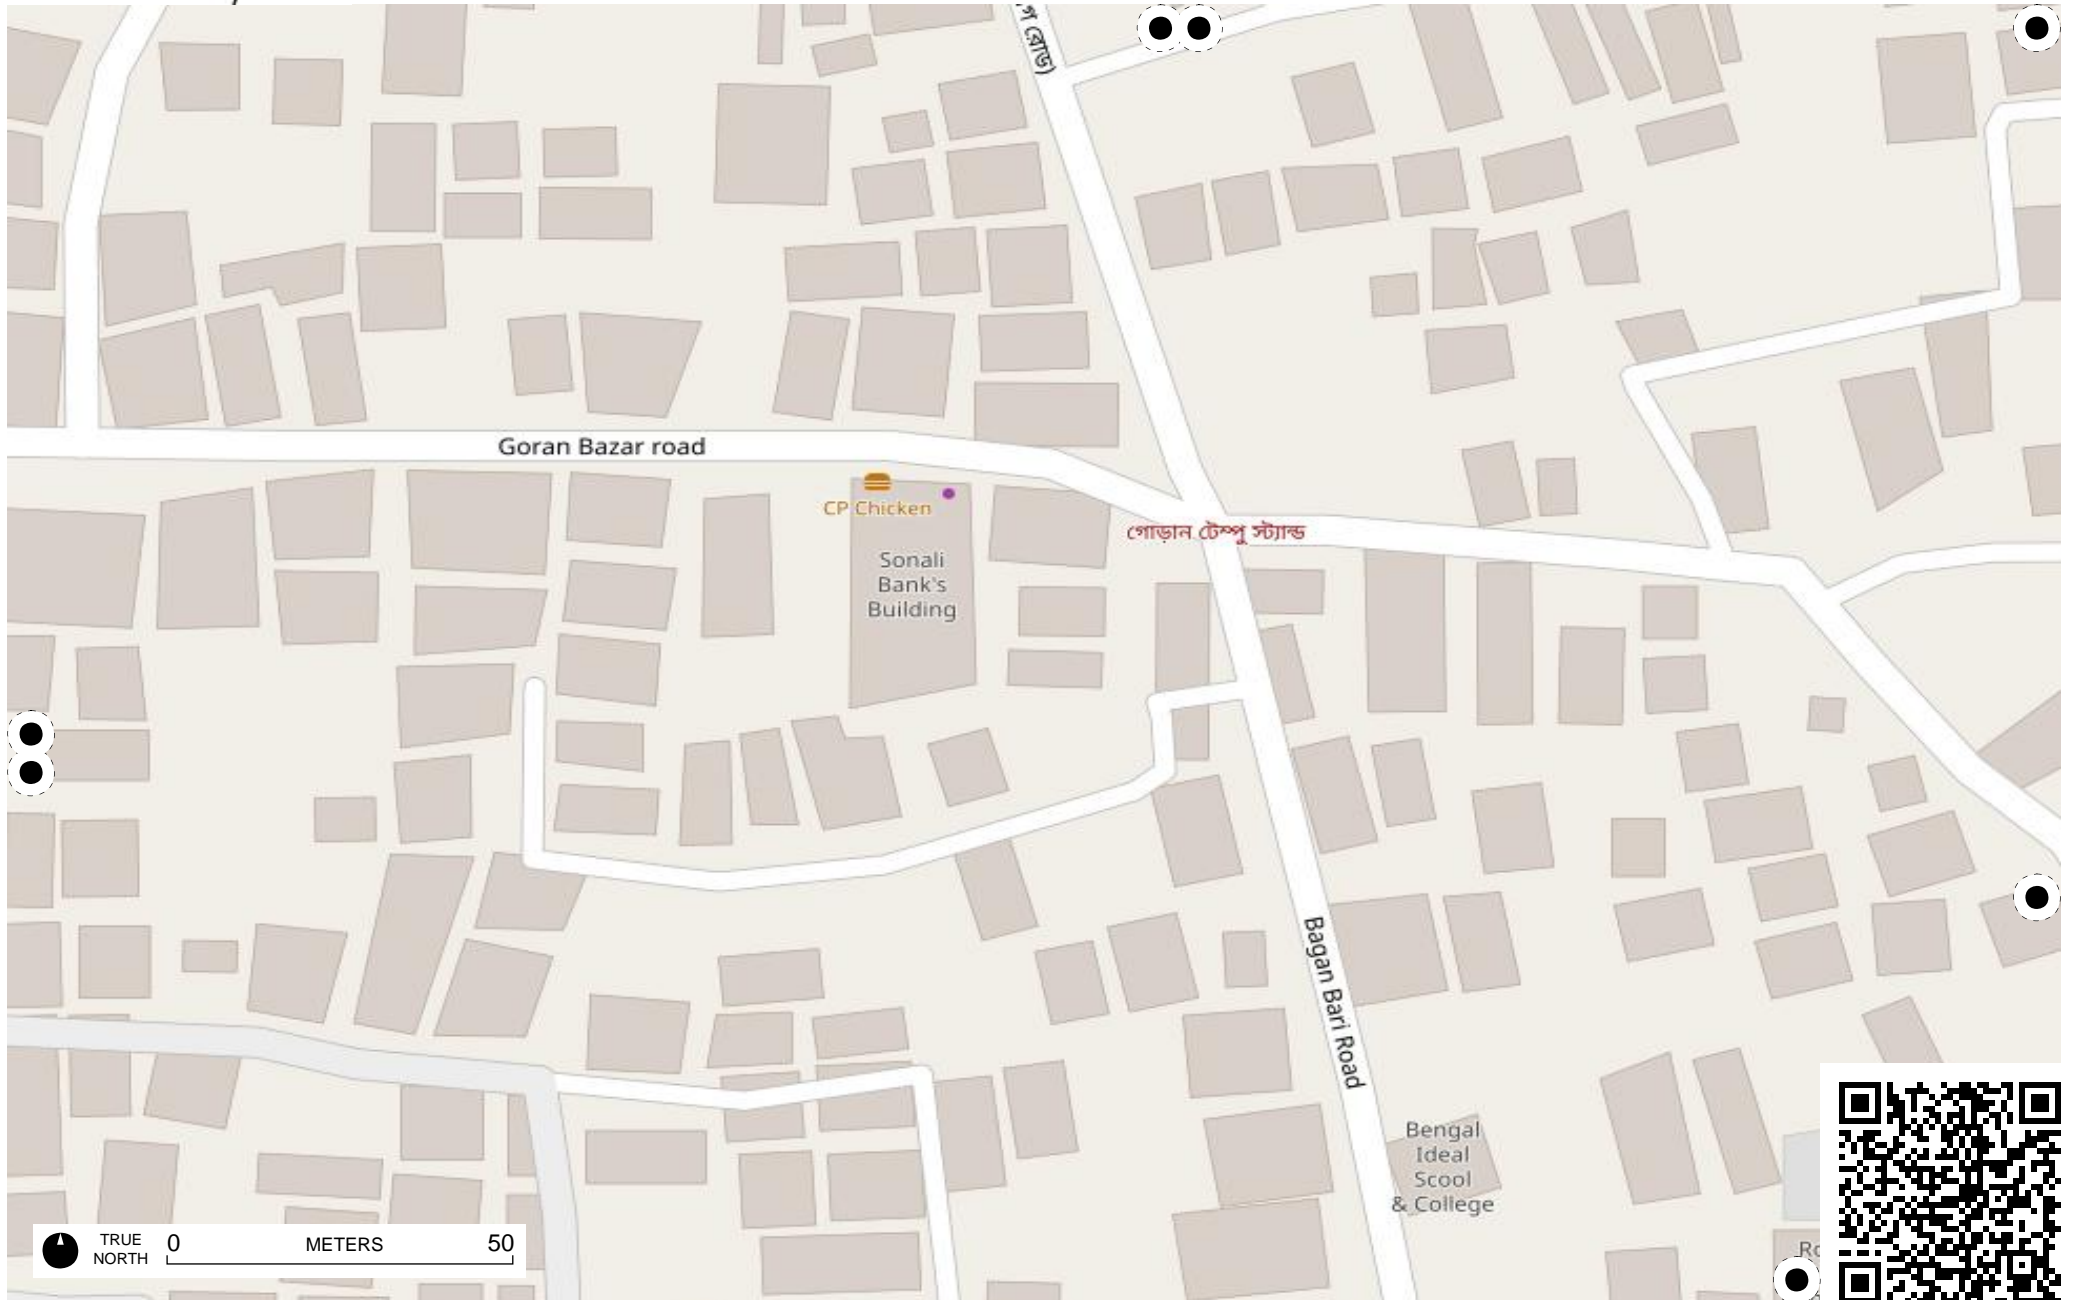 রোড)
Goran Bazar road
CP Chicken
গোড়ান টেম্পু স্ট্যান্ড
Sonali
Bank's
Building
Bagan Bari Road
Bengal
Ideal
Scool
& College
TRUE
NORTH
0 METERS 50